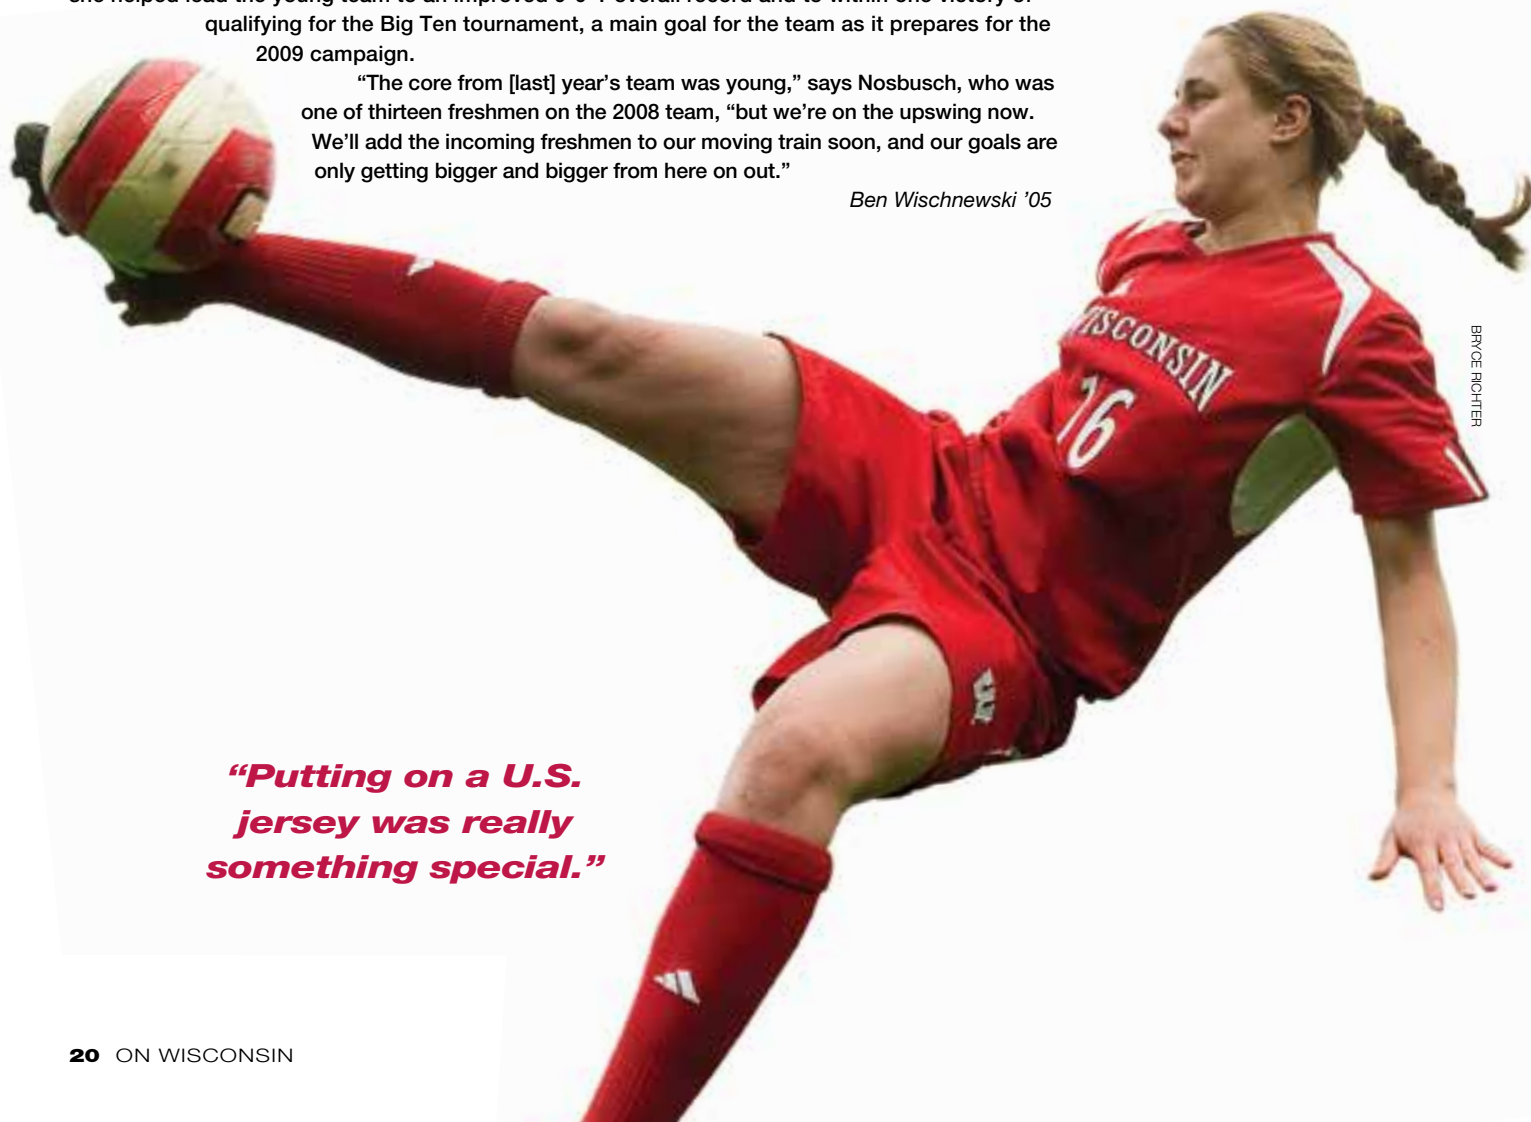 qualifying for the Big Ten tournament, a main goal for the team as it prepares for the
2009 campaign.
“The core from [last] year’s team was young,” says Nosbusch, who was
one of thirteen freshmen on the 2008 team, “but we’re on the upswing now.
We’ll add the incoming freshmen to our moving train soon, and our goals are
only getting bigger and bigger from here on out.”
Ben Wischnewski ’05
WISCONSIN
16
BRYCE RICHTER
“Putting on a U.S.
jersey was really
something special.”
20 ON WISCONSIN